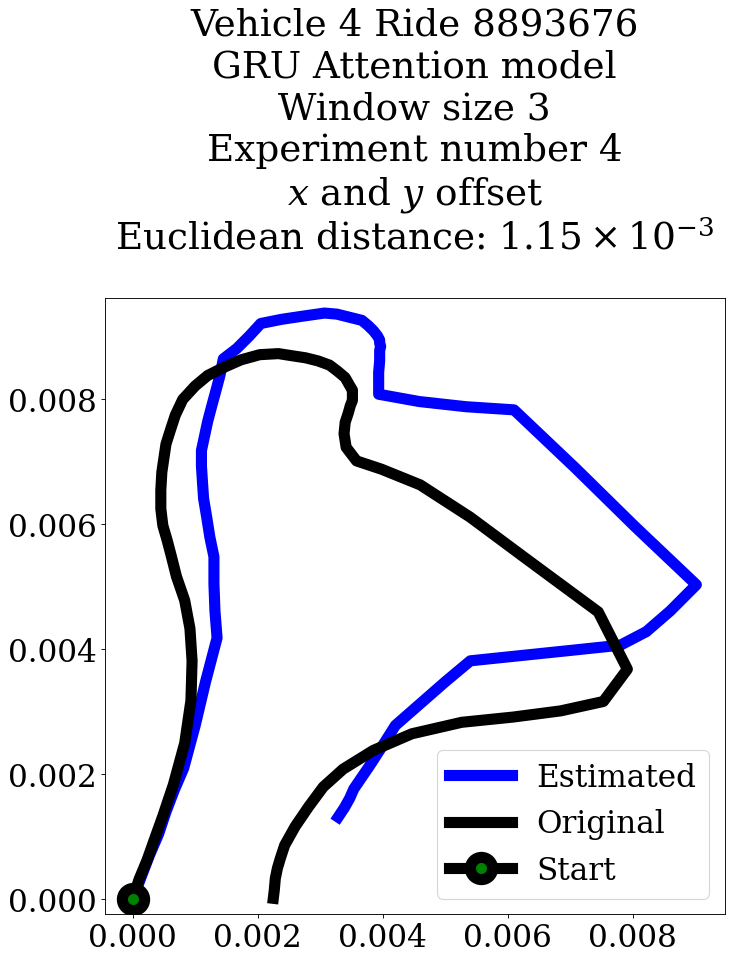 Vehicle 4 Ride 8893676
GRU Attention model
Window size 3
Experiment number 4
x and y offset
Euclidean distance: 1.15 × 10⁻³
0.008
0.006
0.004
0.002
0.000
Estimated
Original
Start
0.000 0.002 0.004 0.006 0.008